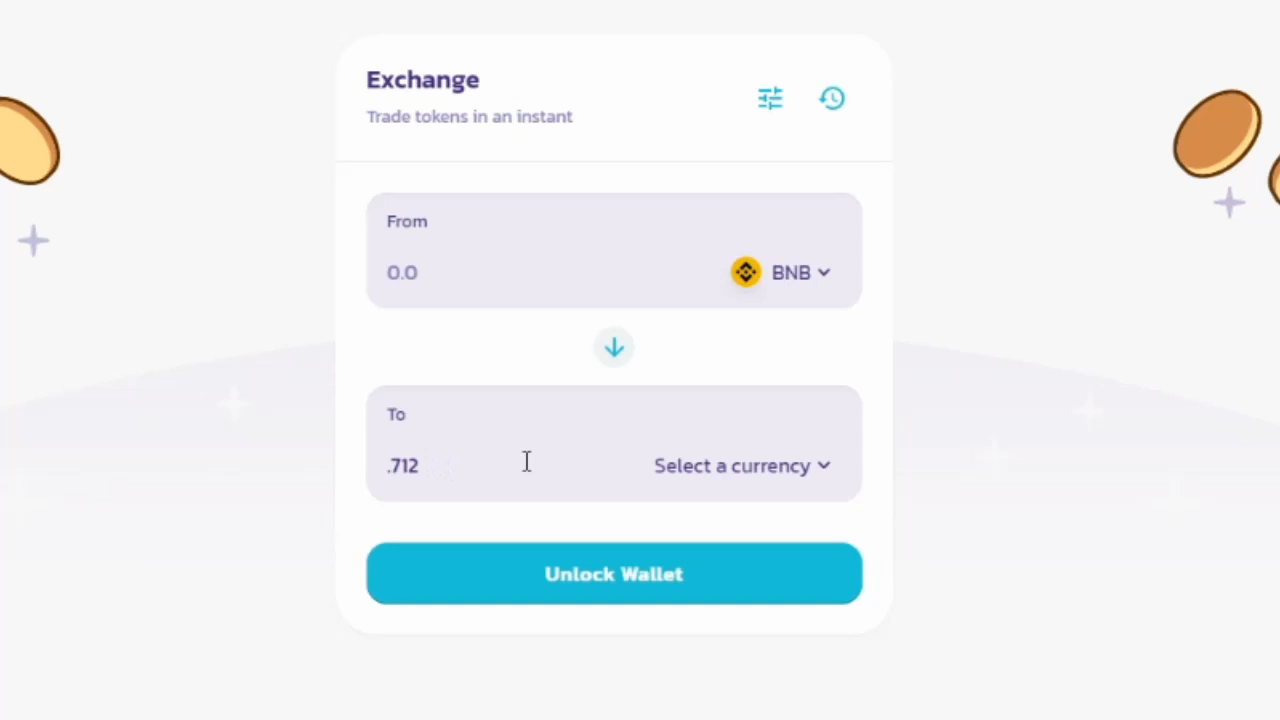 Exchange
Trade tokens in an instant
From
0.0 BNB
To
.712 Select a currency
Unlock Wallet